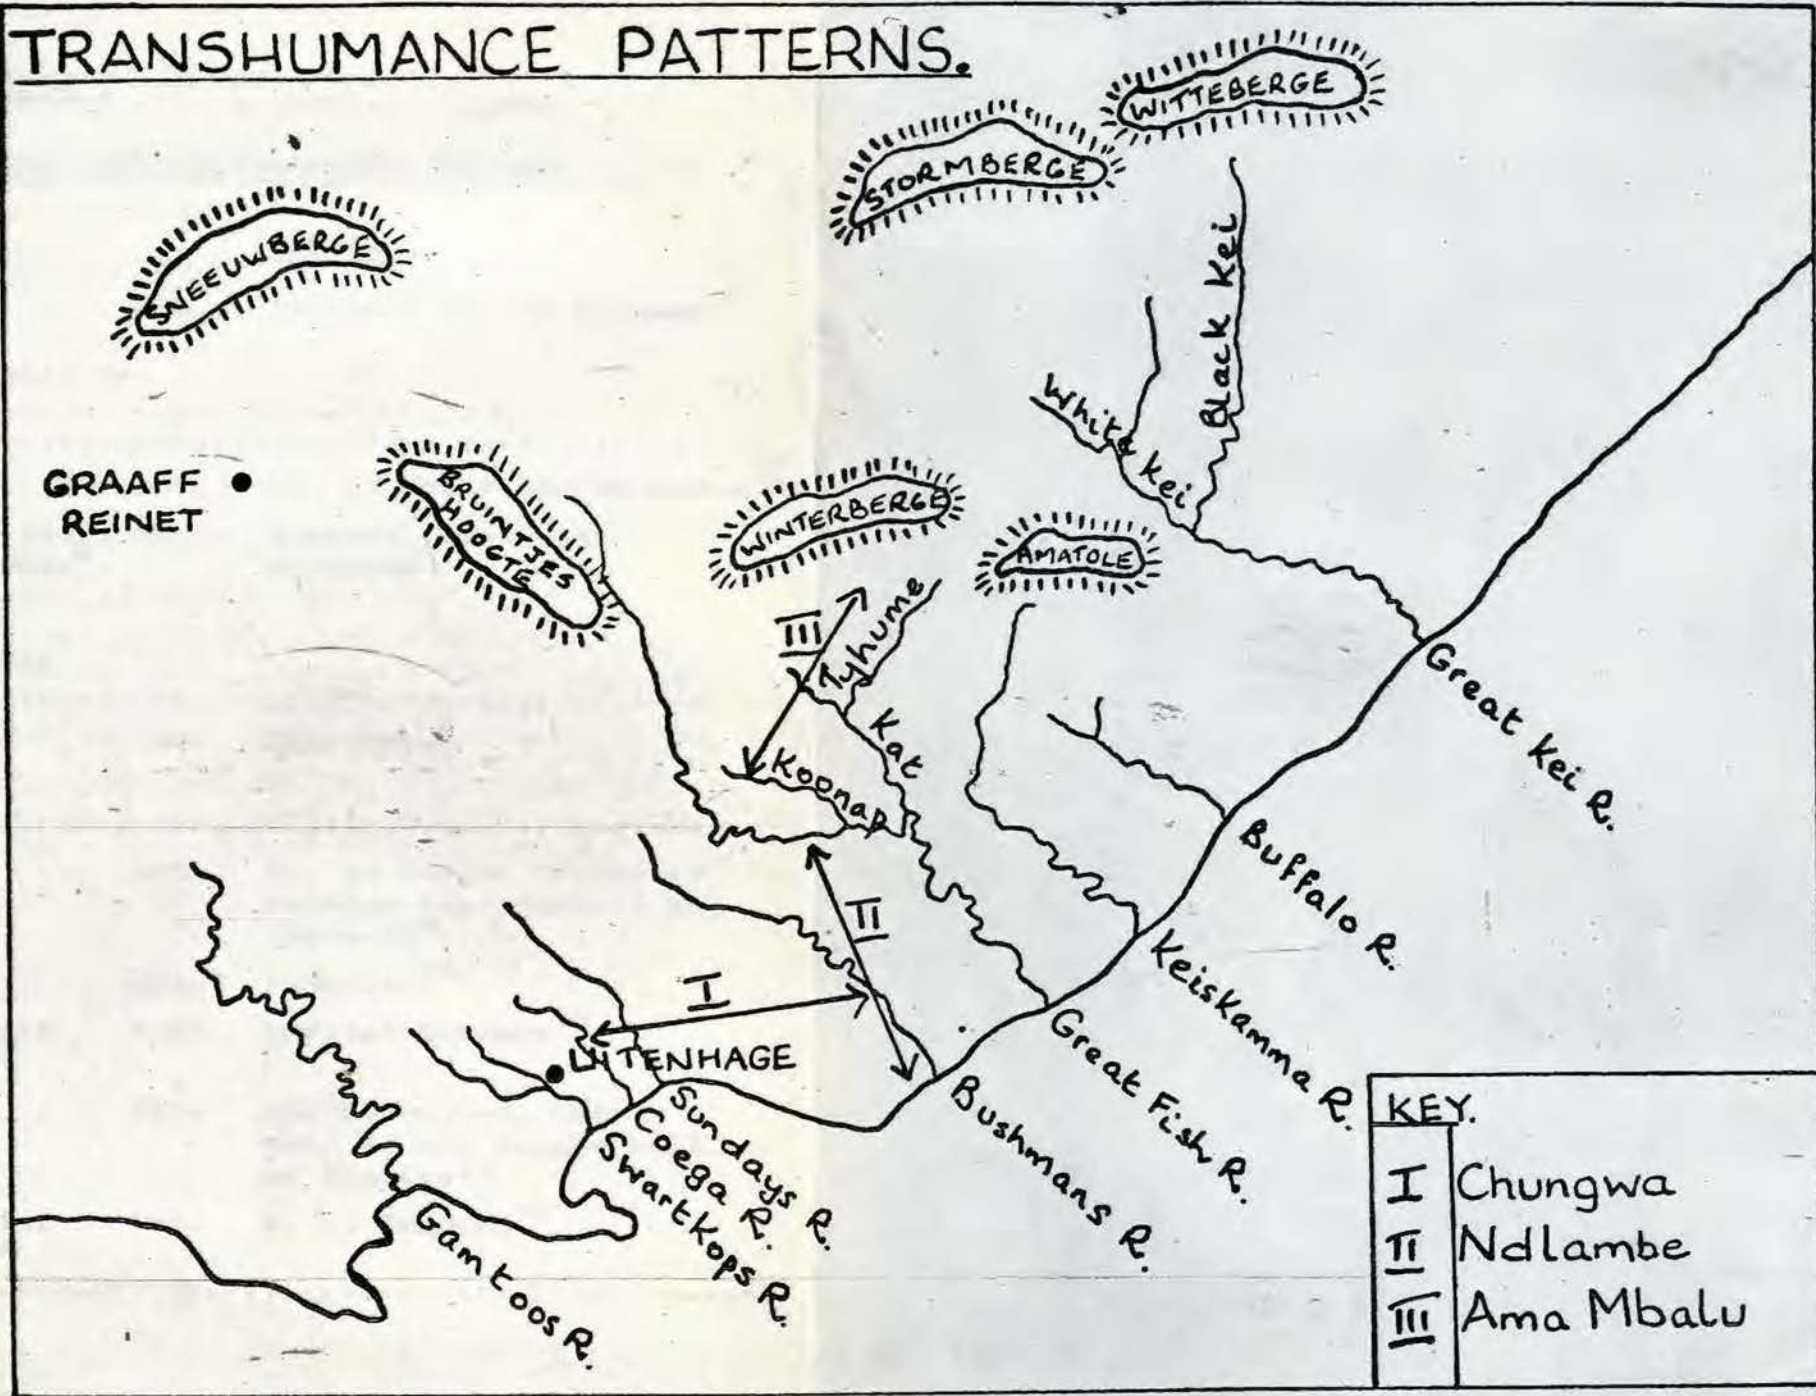 TRANSHUMANCE PATTERNS.
WITTEBERGE
STORMBERGE
SNEEUWBERGE
Black Kei
White Kei
GRAAFF
REINET
BRUINTJES
HOOGTE
WINTERBERGE
AMATOLE
III
Tyhume
Kat
Koonap
Great Kei R.
Buffalo R.
II
I
Keiskamma R.
UITENHAGE
Great Fish R.
Bushmans R.
Sundays R.
Coega R.
Swartkops R.
Gamtoos R.
KEY.
I Chungwa
II Ndlambe
III Ama Mbalu